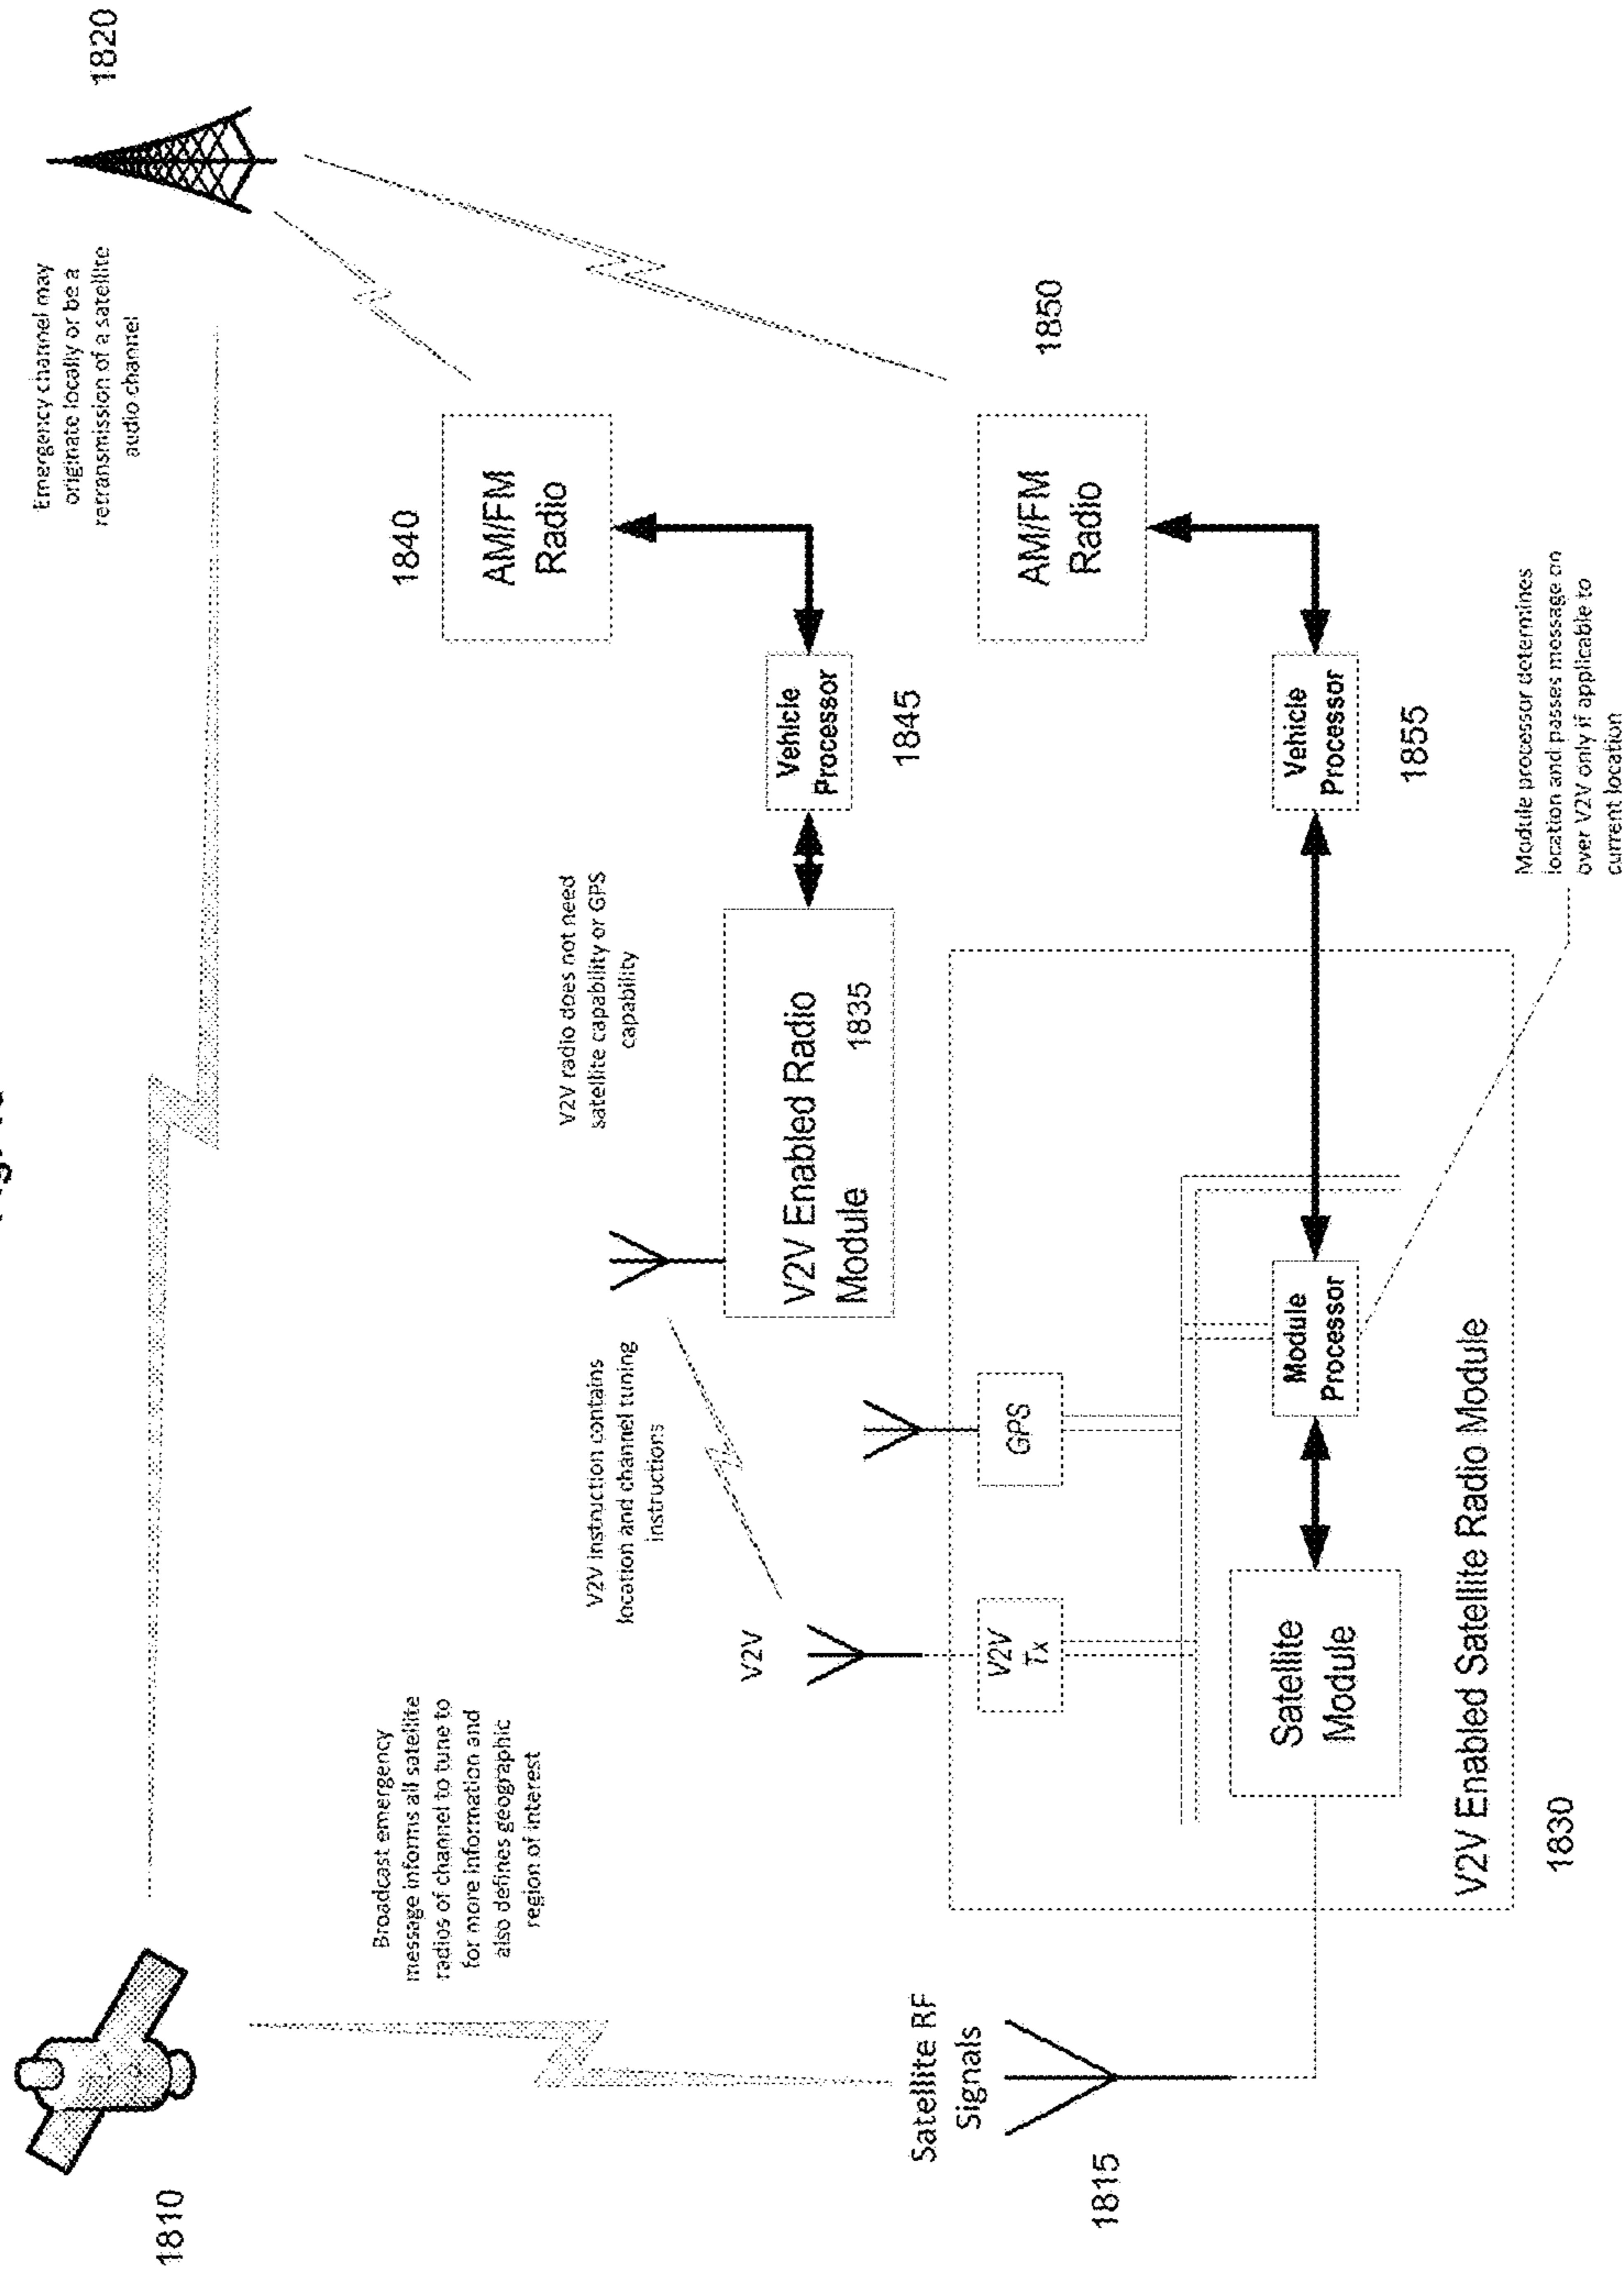 1810
1820
Emergency channel may
originate locally or be a
retransmission of a satellite
audio channel
Broadcast emergency
message informs all satellite
radios of channel to tune to
for more information and
also defines geographic
region of interest
1840
AM/FM
Radio
V2V radio does not need
satellite capability or GPS
capability
V2V instruction contains
location and channel tuning
instructions
V2V
V2V Enabled Radio
Module
1835
Vehicle
Processor
1845
Satellite RF
Signals
1815
V2V
Tx
GPS
1850
AM/FM
Radio
Satellite
Module
Module
Processor
Vehicle
Processor
1855
V2V Enabled Satellite Radio Module
1830
Module processor determines
location and passes message on
over V2V only if applicable to
current location